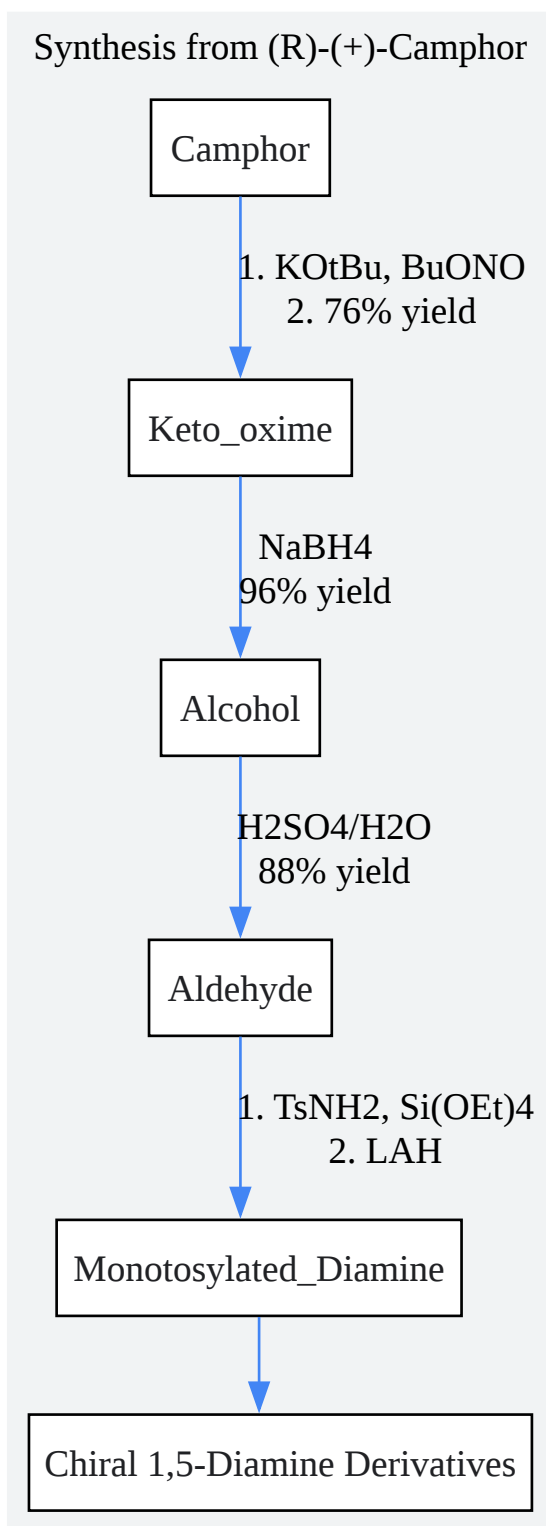 Synthesis from (R)-(+)-Camphor
Camphor
1. KOtBu, BuONO
2. 76% yield
Keto_oxime
NaBH4
96% yield
Alcohol
H2SO4/H2O
88% yield
Aldehyde
1. TsNH2, Si(OEt)4
2. LAH
Monotosylated_Diamine
Chiral 1,5-Diamine Derivatives